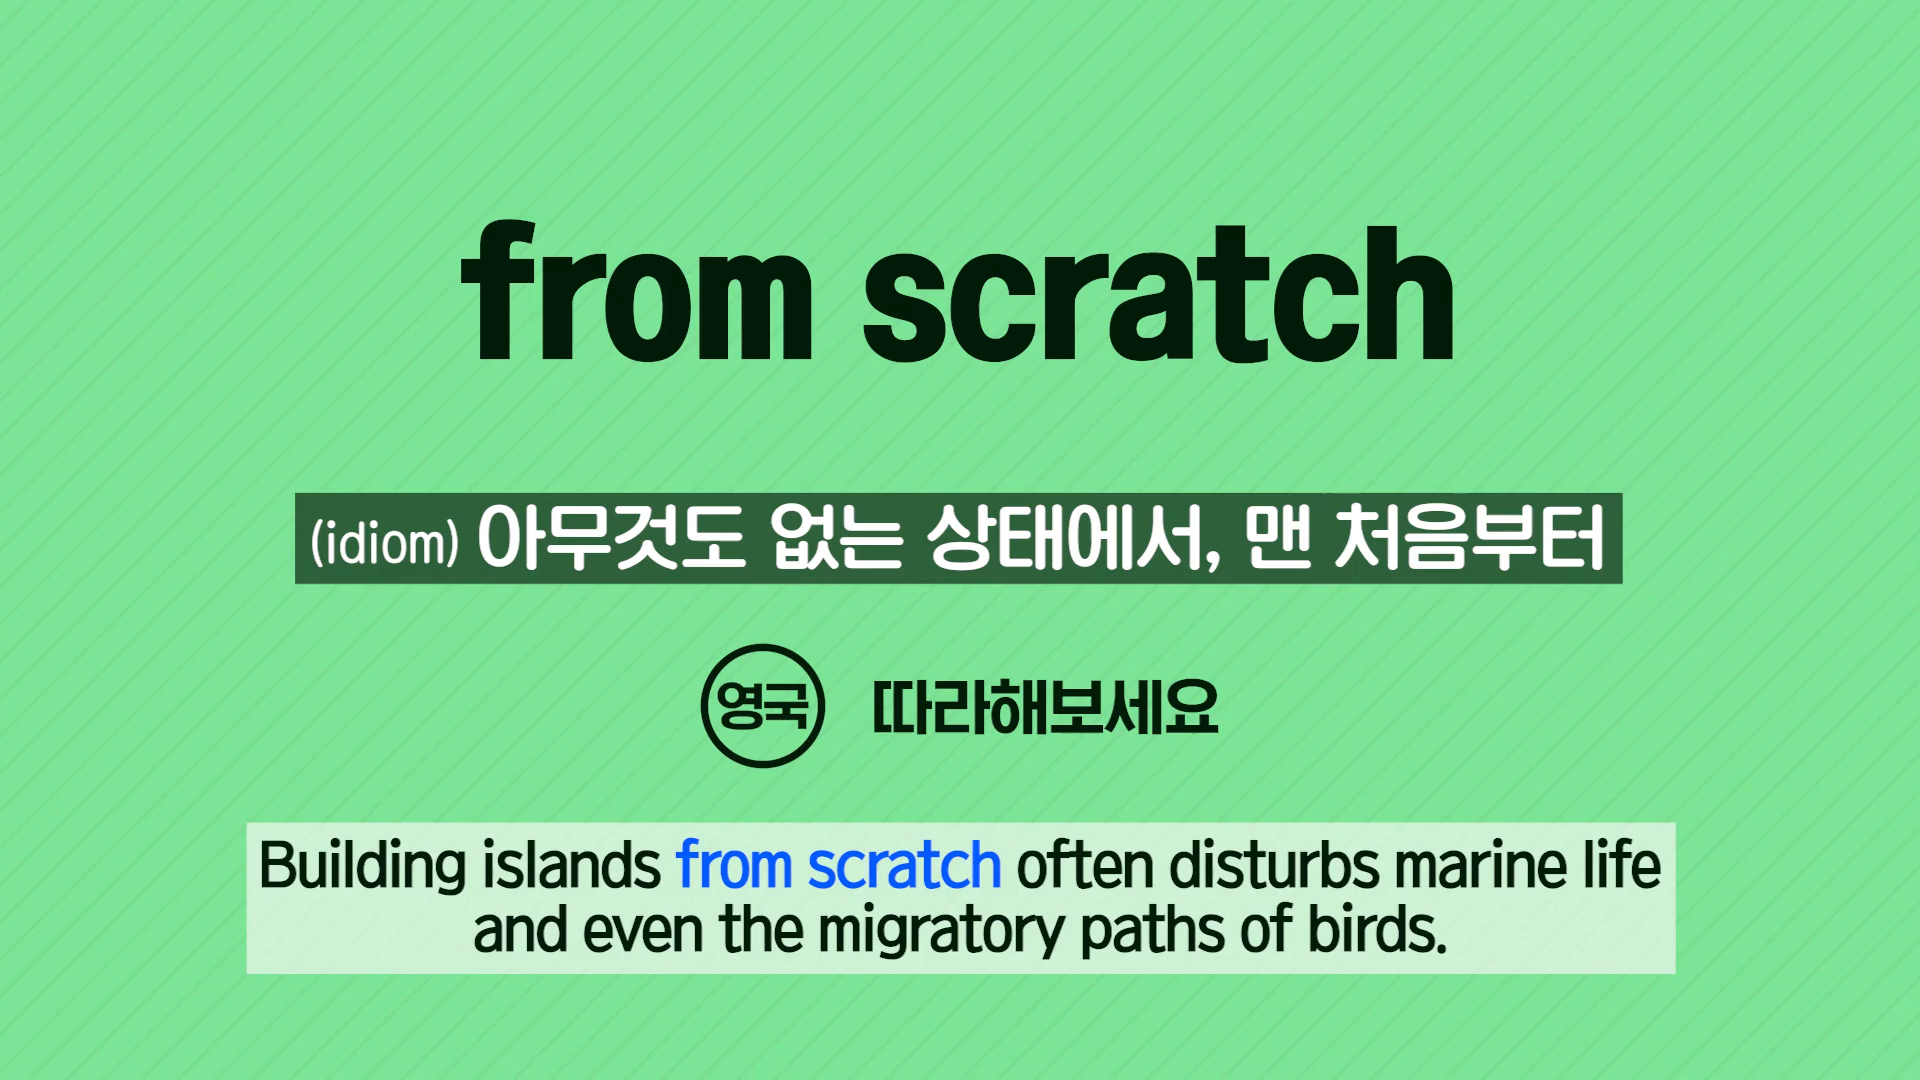 from scratch
(idiom) 아무것도 없는 상태에서, 맨 처음부터
영국 따라해보세요
Building islands from scratch often disturbs marine life
and even the migratory paths of birds.